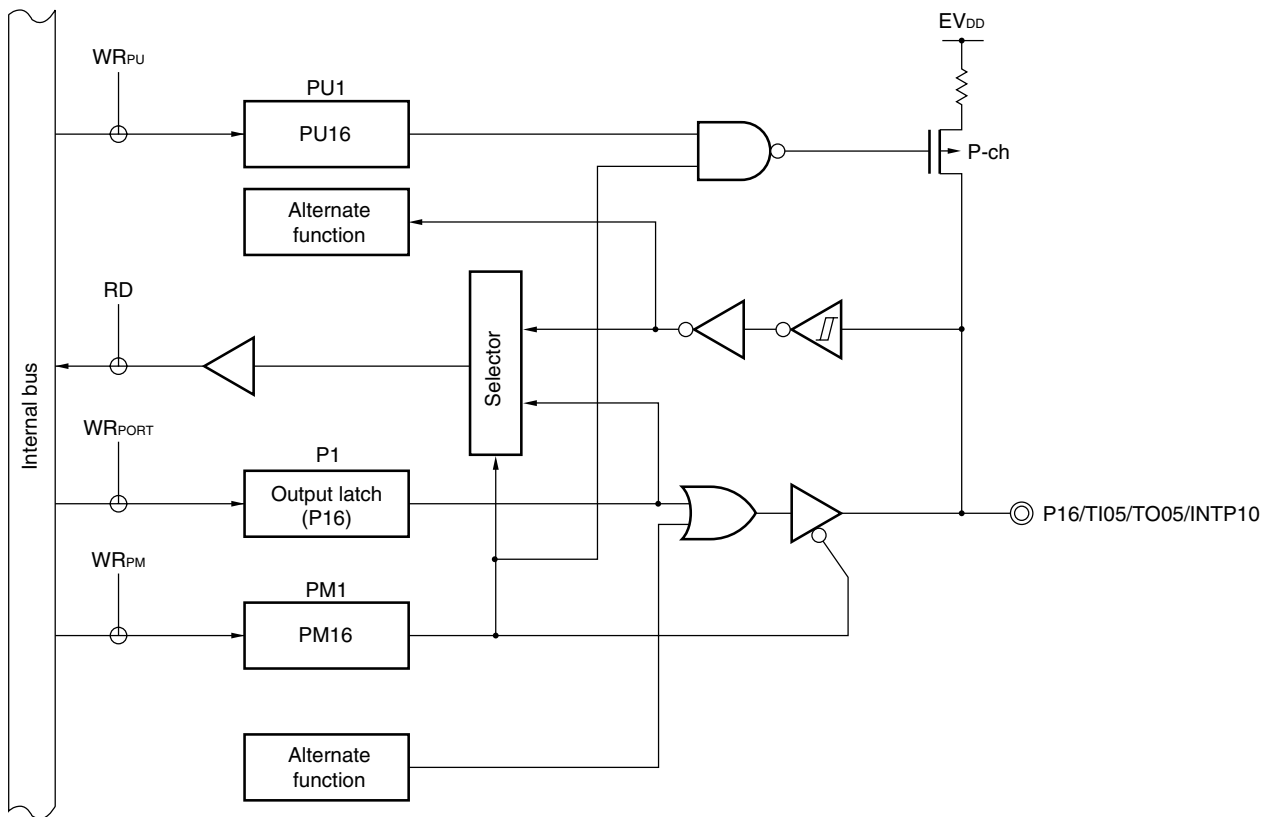 EVDD
WRPU
PU1
PU16
P-ch
Alternate
function
RD
Selector
Internal bus
WRPORT
P1
Output latch
(P16)
P16/TI05/TO05/INTP10
WRPM
PM1
PM16
Alternate
function